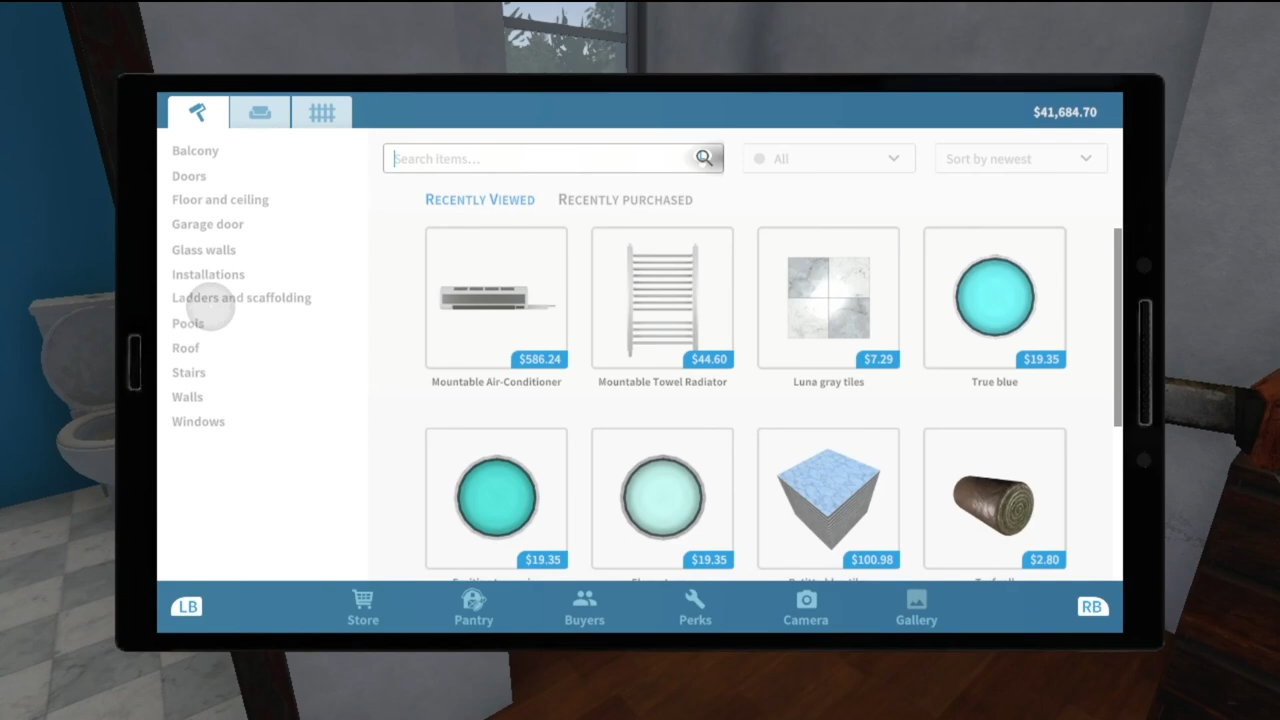 $41,684.70
Balcony
Doors
Floor and ceiling
Garage door
Glass walls
Installations
Ladders and scaffolding
Pools
Roof
Stairs
Walls
Windows
Search items...
All
Sort by newest
RECENTLY VIEWED
RECENTLY PURCHASED
$586.24
$44.60
$7.29
$19.35
Mountable Air-Conditioner
Mountable Towel Radiator
Luna gray tiles
True blue
$19.35
$19.35
$100.98
$2.80
LB
Store
Pantry
Buyers
Perks
Camera
Gallery
RB